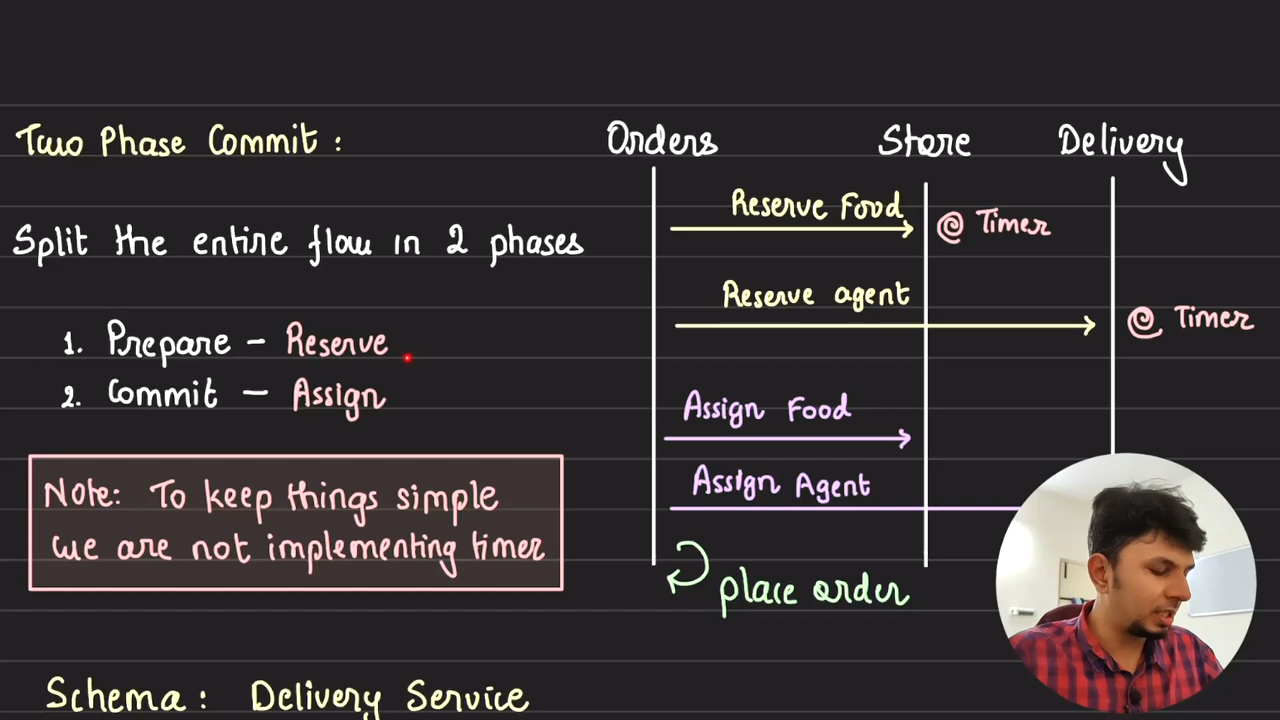 Two Phase Commit :
Split the entire flow in 2 phases
1. Prepare - Reserve
2. Commit - Assign
Note: To keep things simple
we are not implementing timer
Orders Store Delivery
Reserve Food
@ Timer
Reserve agent
@ Timer
Assign Food
Assign Agent
place order
Schema : Delivery Service